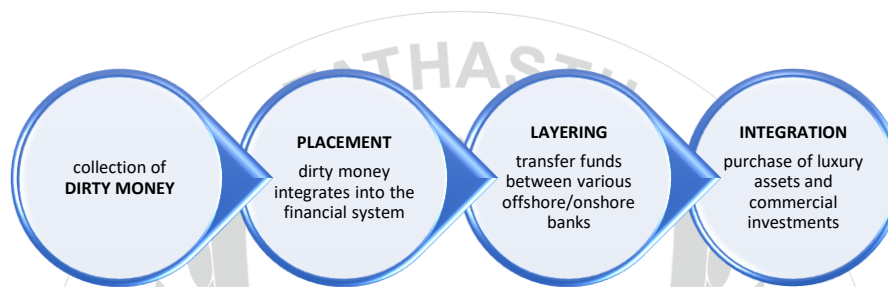 collection of
DIRTY MONEY
PLACEMENT
dirty money
integrates into the
financial system
LAYERING
transfer funds
between various
offshore/onshore
banks
INTEGRATION
purchase of luxury
assets and
commercial
investments